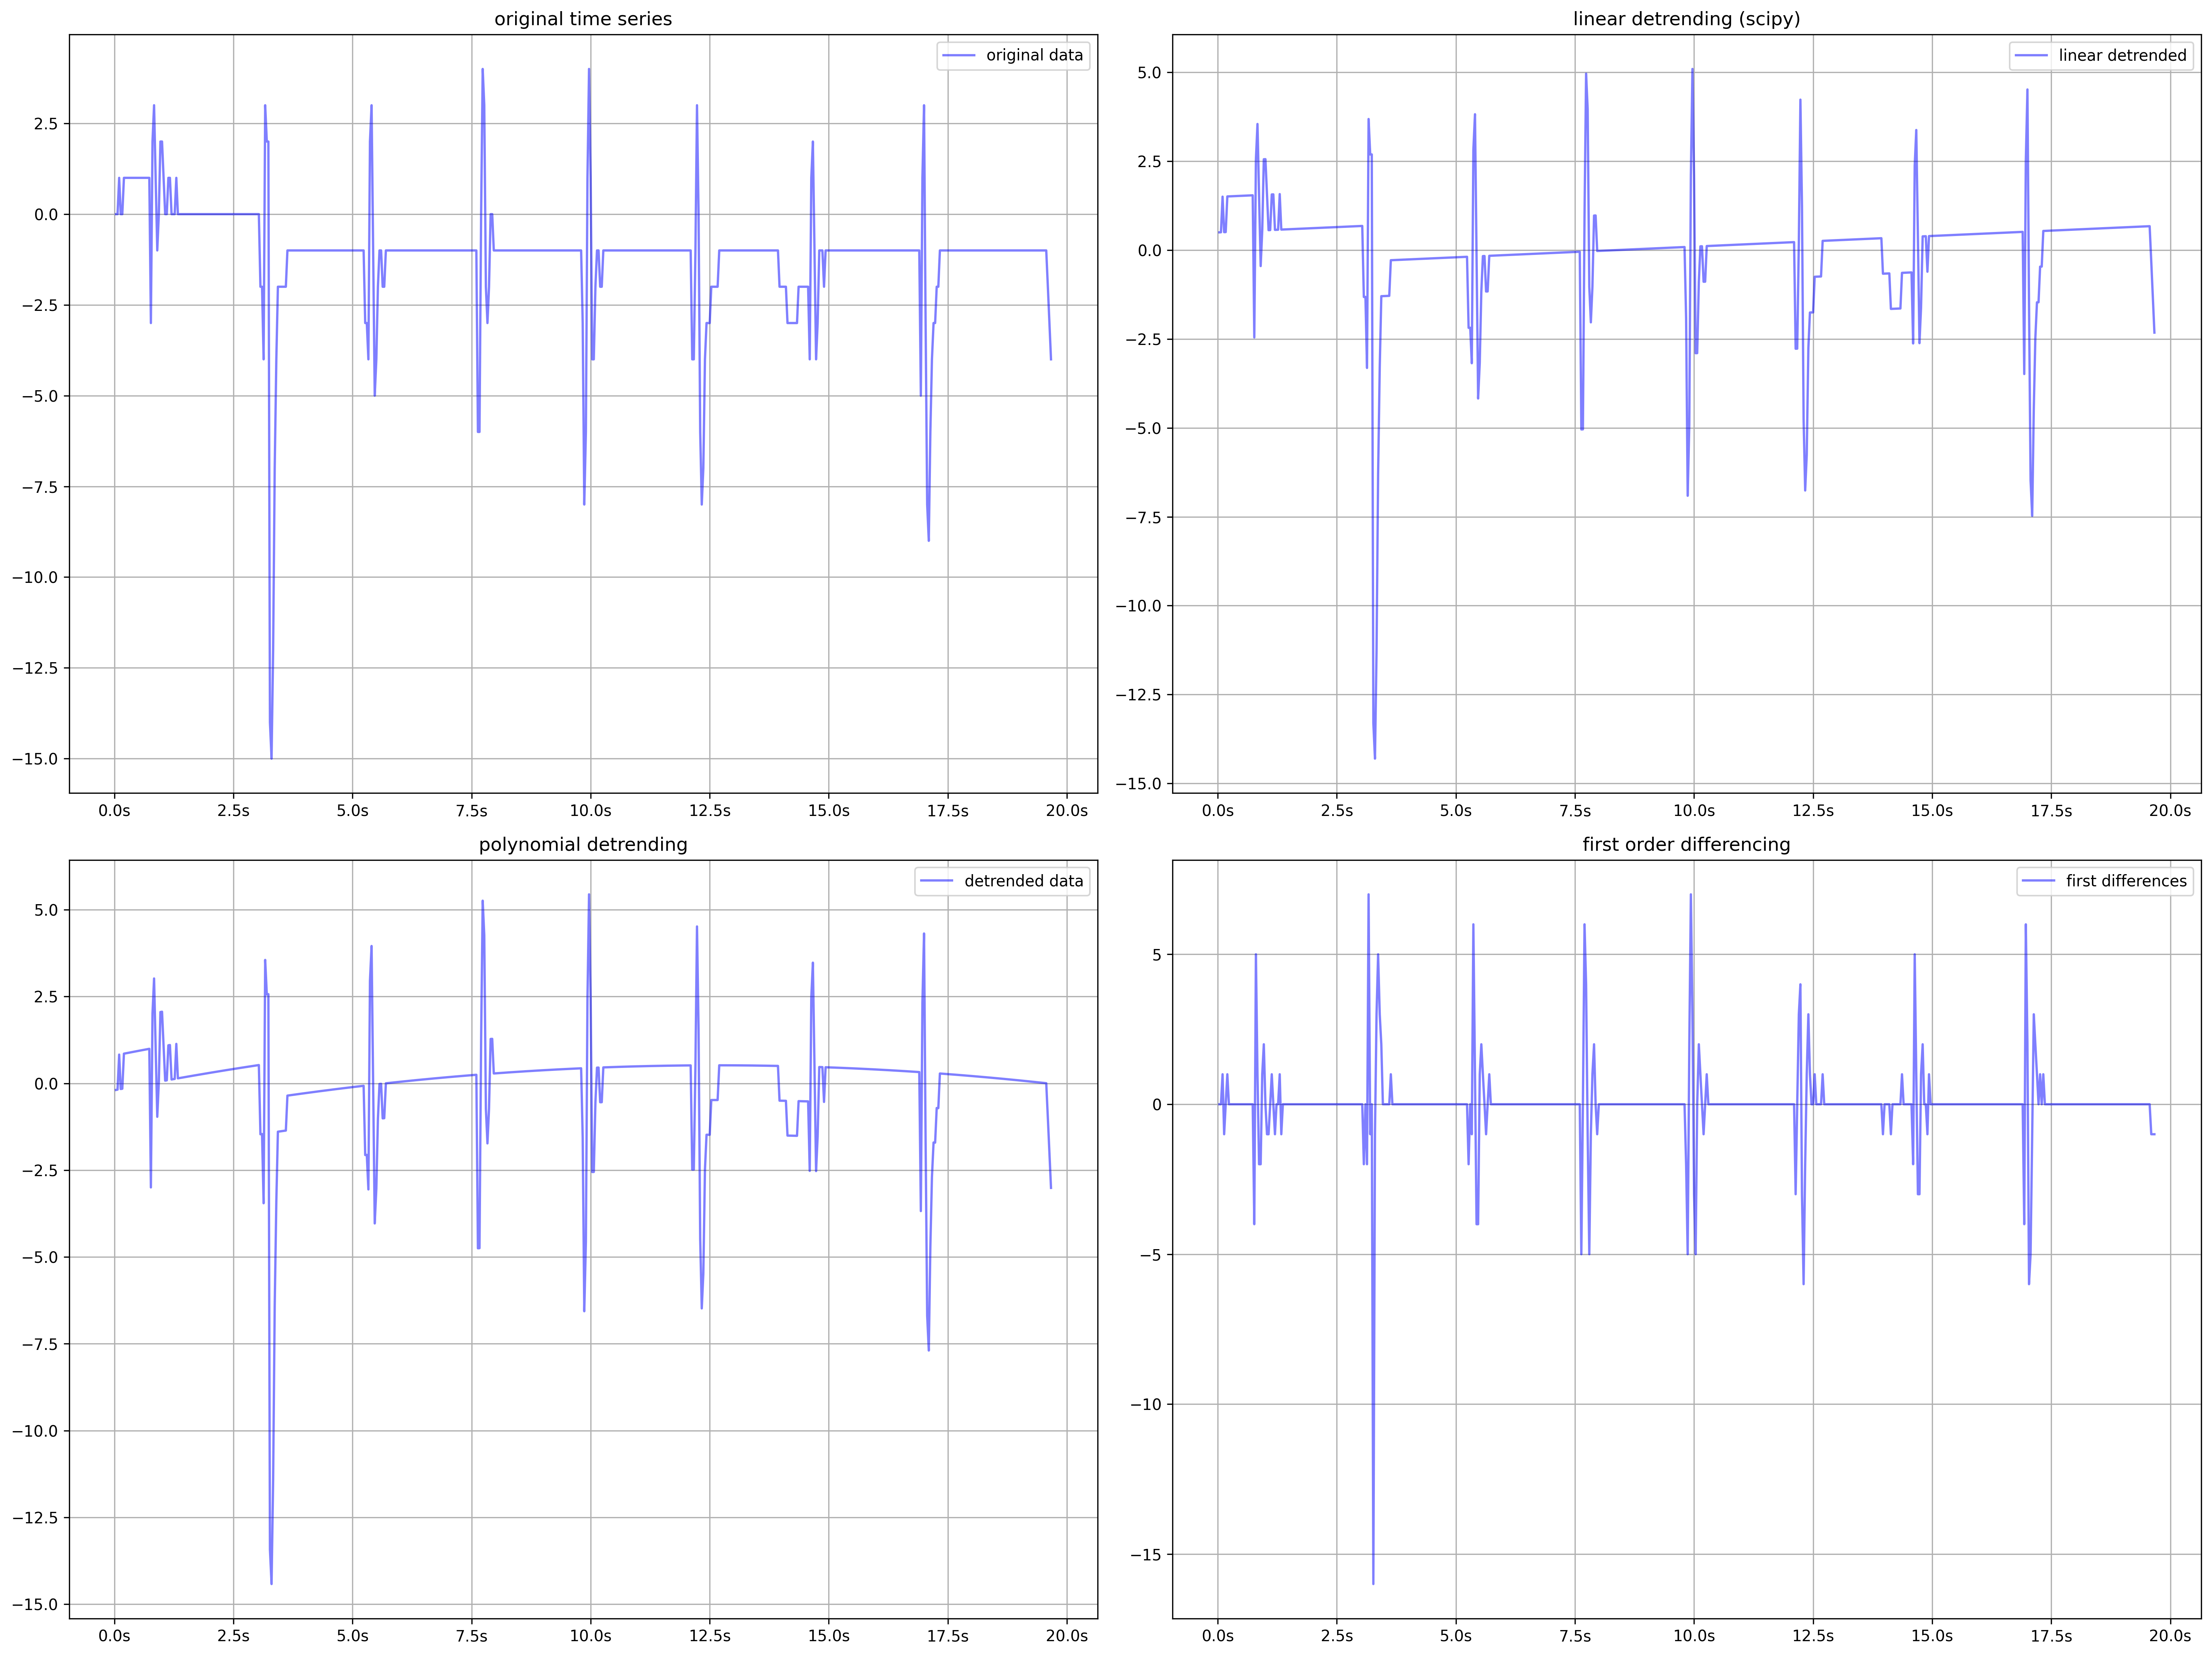 original time series
original data
2.5
0.0
−2.5
−5.0
−7.5
−10.0
−12.5
−15.0
0.0s 2.5s 5.0s 7.5s 10.0s 12.5s 15.0s 17.5s 20.0s
linear detrending (scipy)
linear detrended
5.0
2.5
0.0
−2.5
−5.0
−7.5
−10.0
−12.5
−15.0
0.0s 2.5s 5.0s 7.5s 10.0s 12.5s 15.0s 17.5s 20.0s
polynomial detrending
detrended data
5.0
2.5
0.0
−2.5
−5.0
−7.5
−10.0
−12.5
−15.0
0.0s 2.5s 5.0s 7.5s 10.0s 12.5s 15.0s 17.5s 20.0s
first order differencing
first differences
5
0
−5
−10
−15
0.0s 2.5s 5.0s 7.5s 10.0s 12.5s 15.0s 17.5s 20.0s